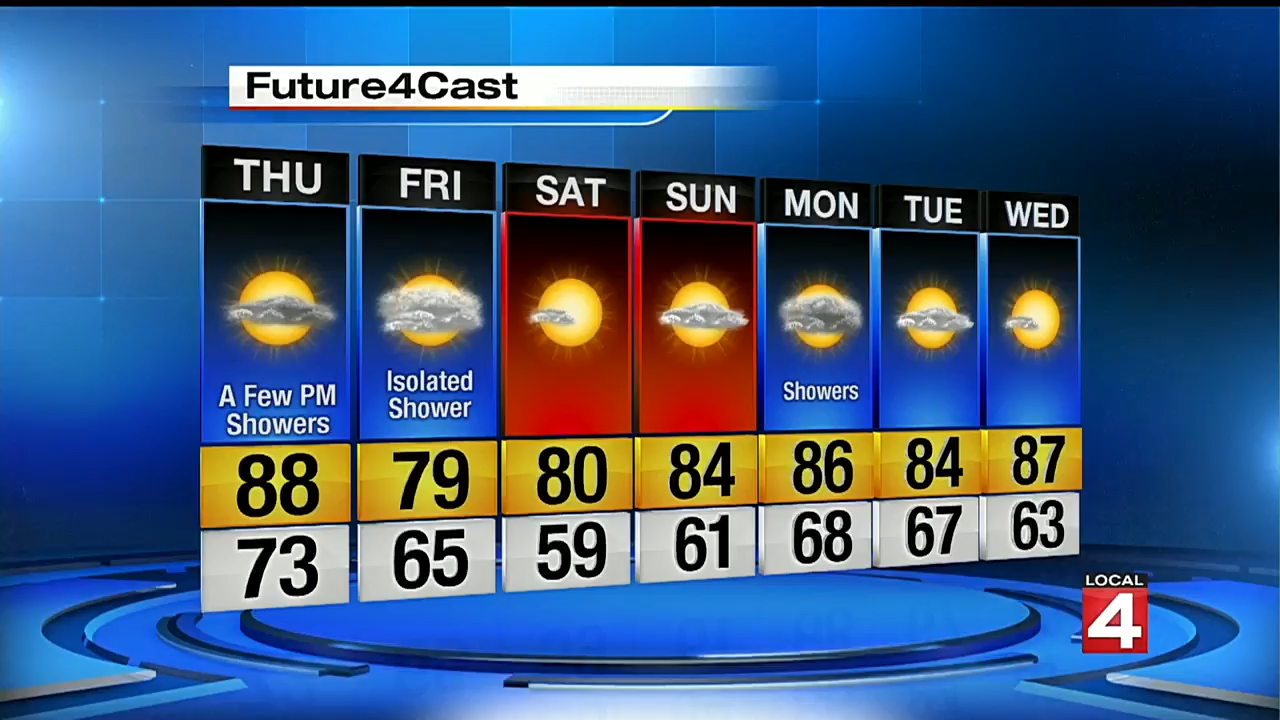 Future4Cast
THU
FRI
SAT
SUN
MON
TUE
WED
A Few PM
Showers
Isolated
Shower
Showers
88
79
80
84
86
84
87
73
65
59
61
68
67
63
LOCAL
4